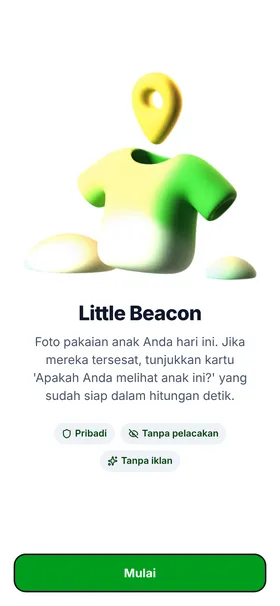 Little Beacon
Foto pakaian anak Anda hari ini. Jika
mereka tersesat, tunjukkan kartu
'Apakah Anda melihat anak ini?' yang
sudah siap dalam hitungan detik.
Pribadi
Tanpa pelacakan
Tanpa iklan
Mulai